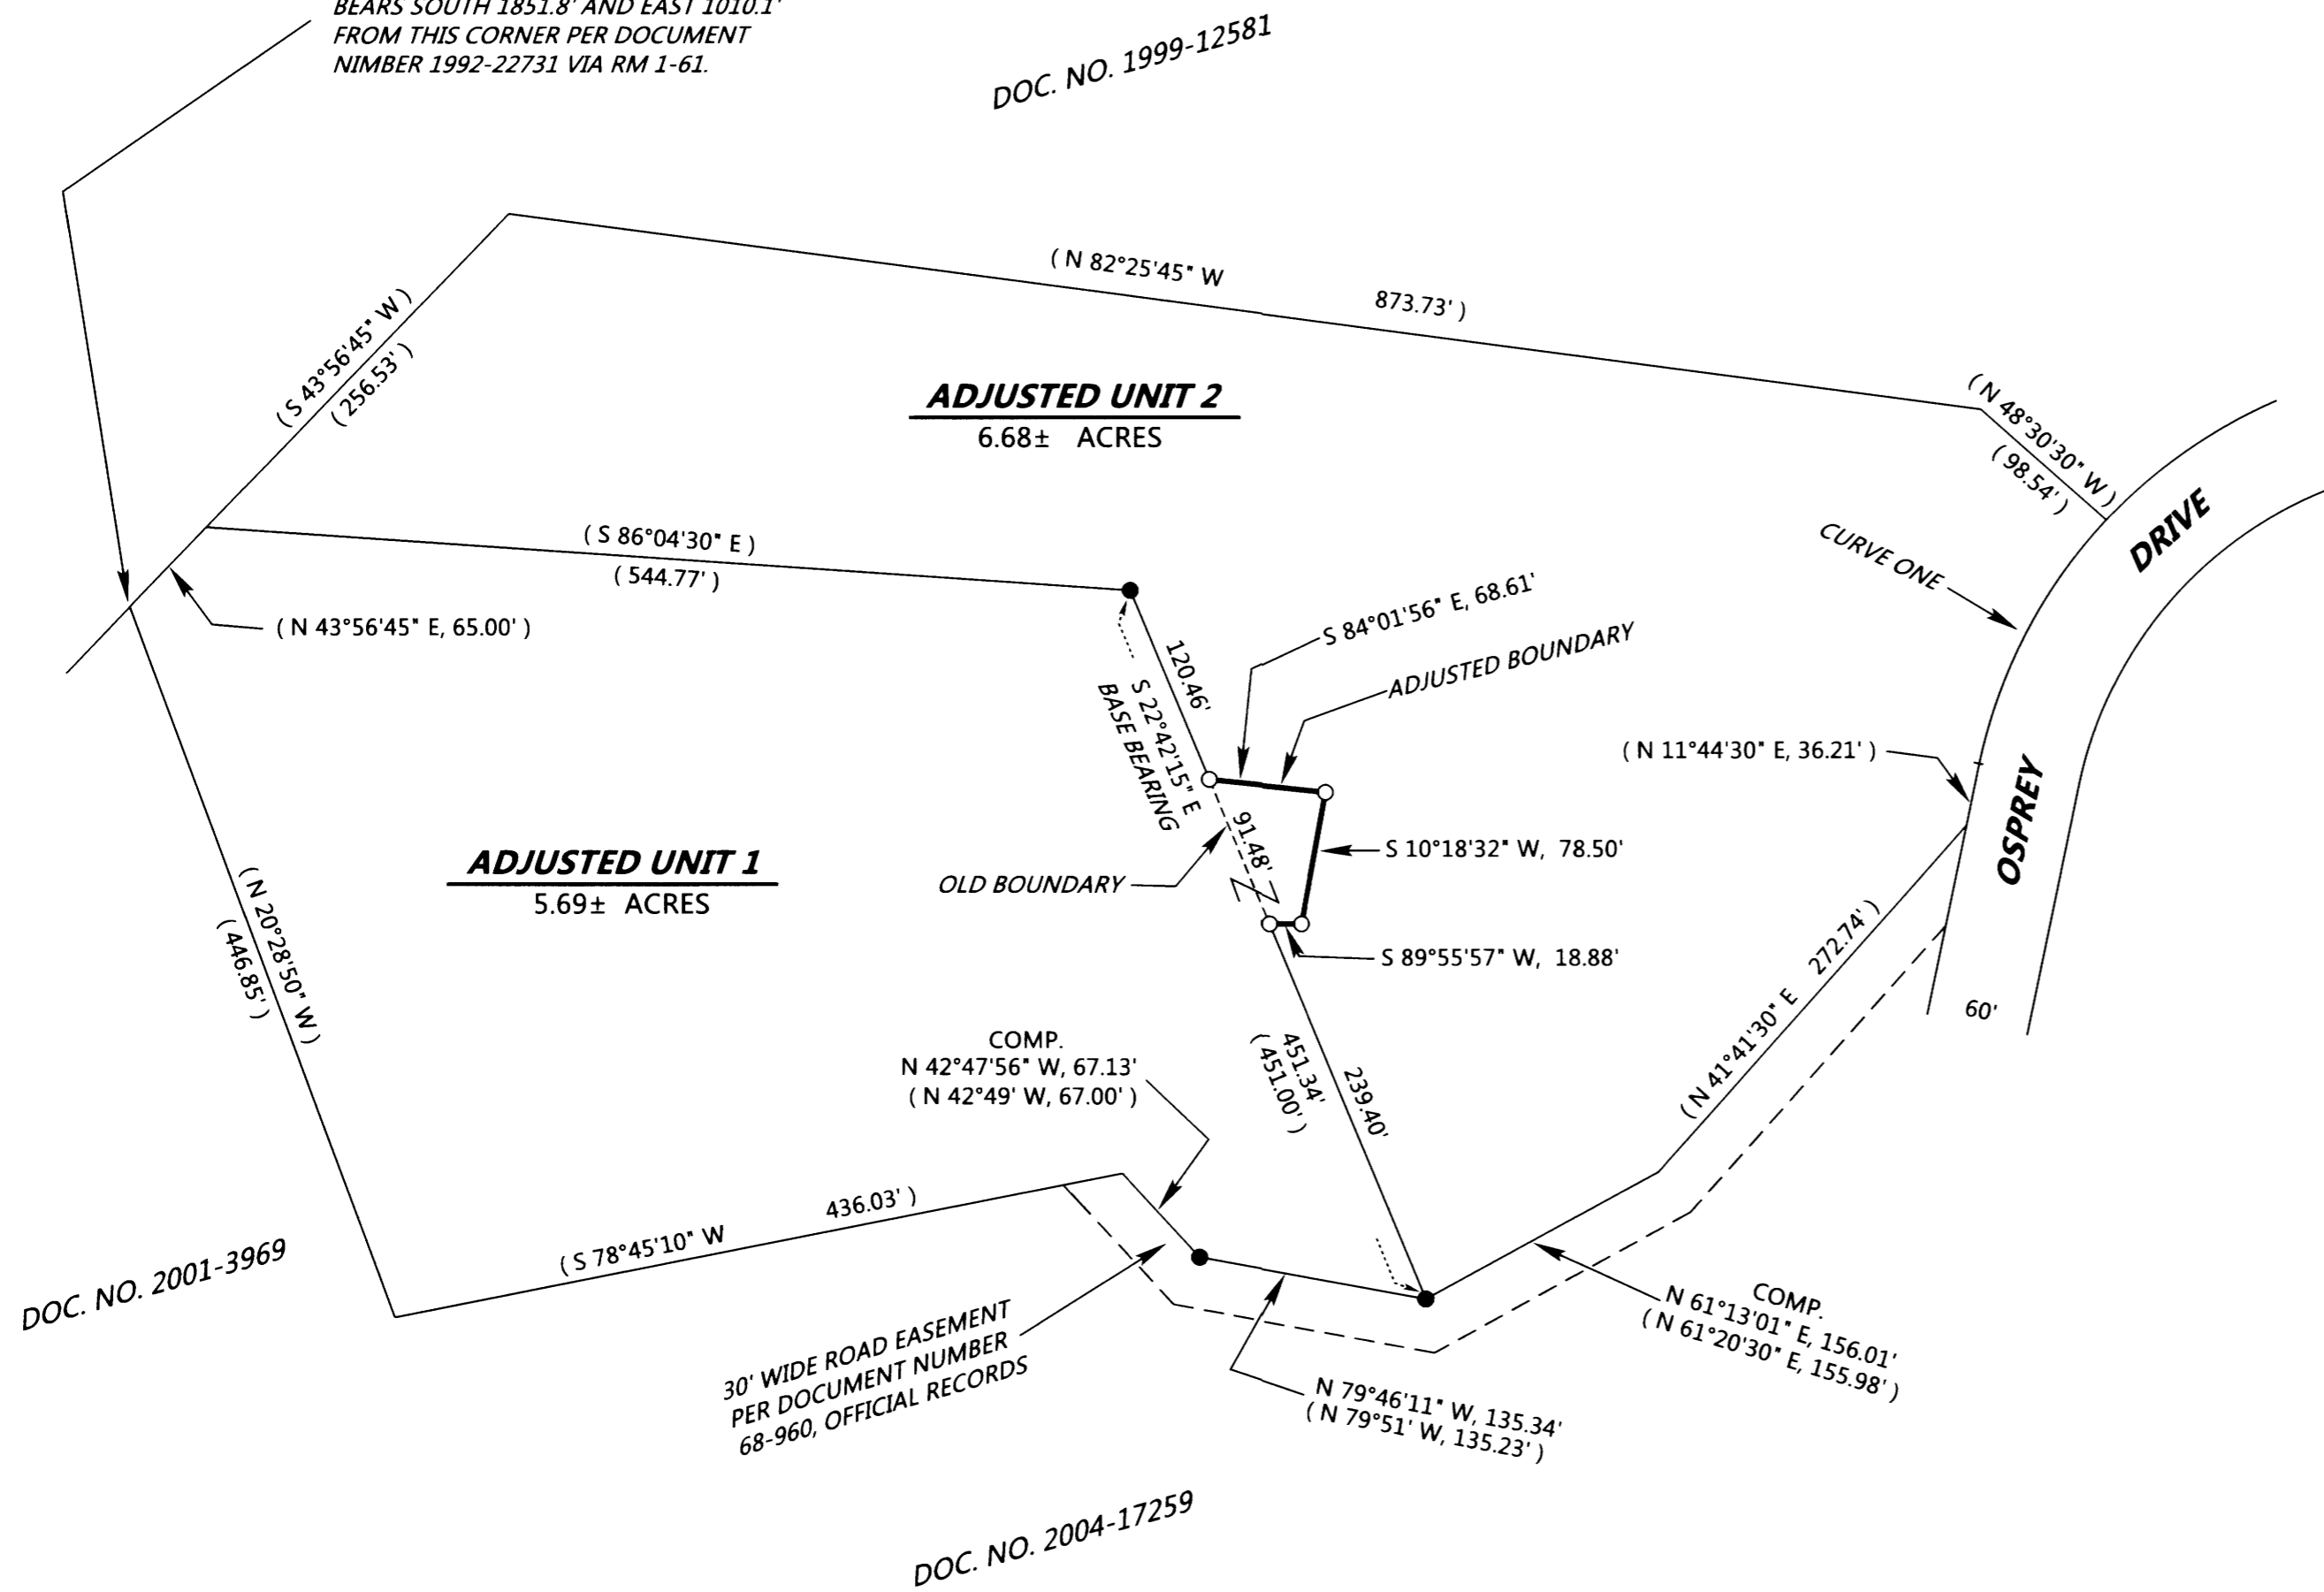 BEARS SOUTH 1851.8' AND EAST 1010.1'
FROM THIS CORNER PER DOCUMENT
NIMBER 1992-22731 VIA RM 1-61.
DOC. NO. 1999-12581
( N 82°25'45" W 873.73' )
( S 43°56'45" W )
( 256.53' )
ADJUSTED UNIT 2
6.68± ACRES
( N 48°30'30" W )
( 98.54' )
CURVE ONE
DRIVE
( S 86°04'30" E )
( 544.77' )
( N 43°56'45" E, 65.00' )
120.46'
S 22°42'15" E
BASE BEARING
S 84°01'56" E, 68.61'
ADJUSTED BOUNDARY
( N 11°44'30" E, 36.21' )
OSPREY
91.48'
S 10°18'32" W, 78.50'
OLD BOUNDARY
ADJUSTED UNIT 1
5.69± ACRES
S 89°55'57" W, 18.88'
( N 20°28'50" W )
( 446.85' )
60'
( N 41°41'30" E 272.74' )
COMP.
N 42°47'56" W, 67.13'
( N 42°49' W, 67.00' )
451.34'
( 451.00' )
239.40'
( S 78°45'10" W 436.03' )
DOC. NO. 2001-3969
30' WIDE ROAD EASEMENT
PER DOCUMENT NUMBER
68-960, OFFICIAL RECORDS
COMP.
N 61°13'01" E, 156.01'
( N 61°20'30" E, 155.98' )
N 79°46'11" W, 135.34'
( N 79°51' W, 135.23' )
DOC. NO. 2004-17259